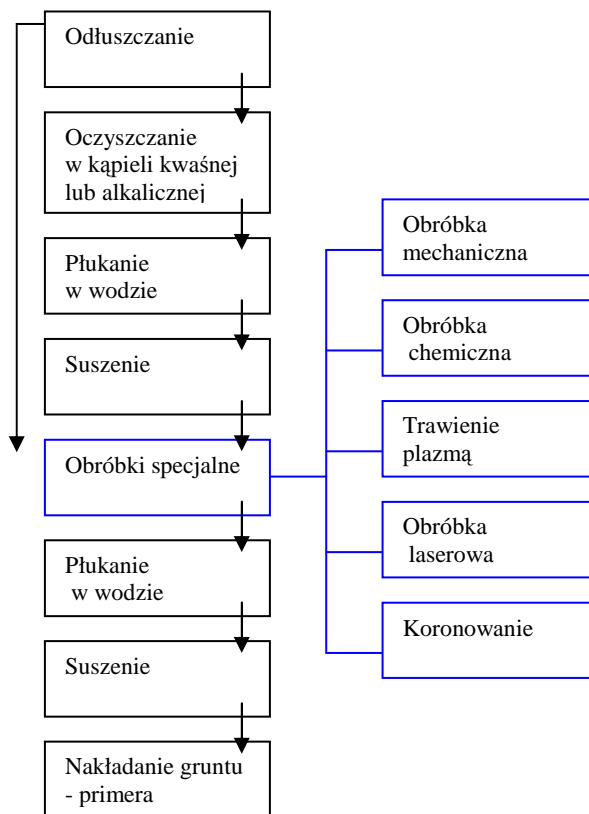 Odłuszczanie
Oczyszczanie
w kąpieli kwaśnej
lub alkalicznej
Płukanie
w wodzie
Suszenie
Obróbki specjalne
Płukanie
w wodzie
Suszenie
Nakładanie gruntu
- primera
Obróbka
mechaniczna
Obróbka
chemiczna
Trawienie
plazmą
Obróbka
laserowa
Koronowanie